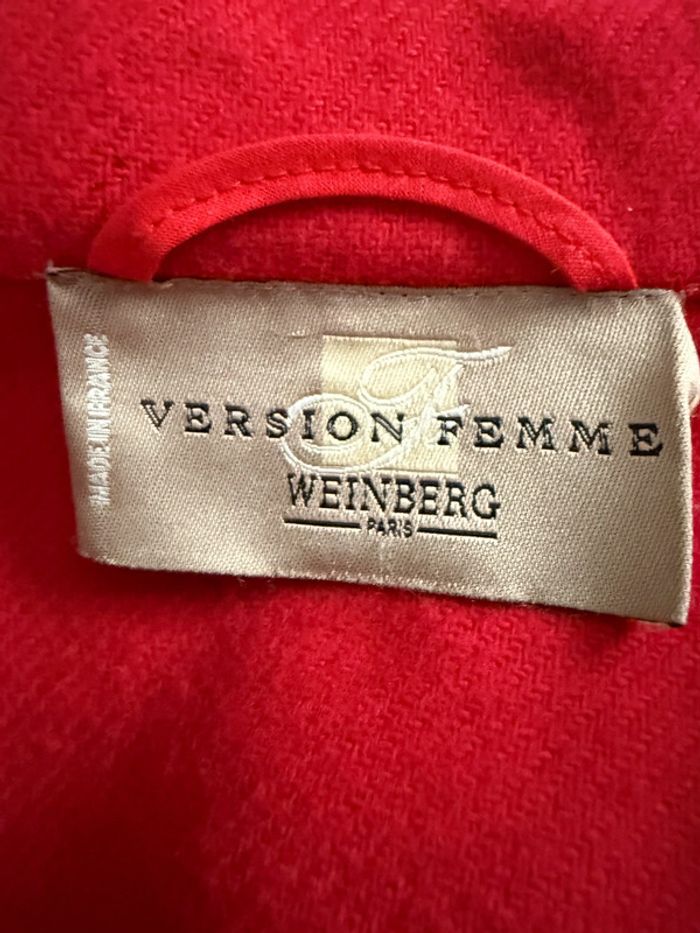 MADE IN FRANCE
F
VERSION FEMME
WEINBERG
PARIS